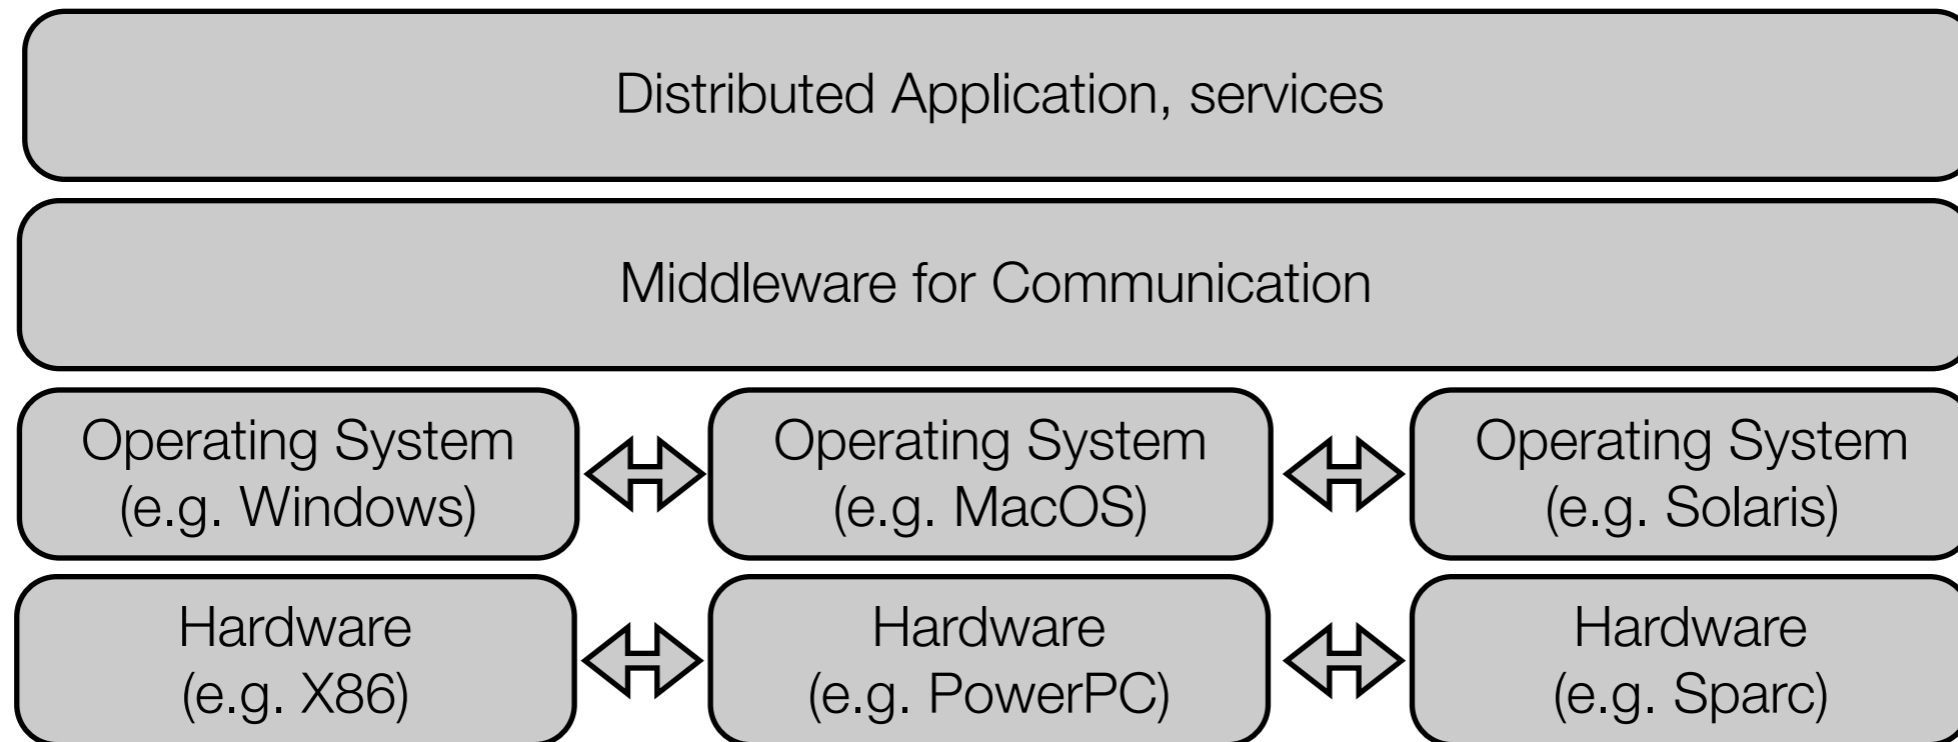 Distributed Application, services
Middleware for Communication
Operating System
(e.g. Windows)
Operating System
(e.g. MacOS)
Operating System
(e.g. Solaris)
Hardware
(e.g. X86)
Hardware
(e.g. PowerPC)
Hardware
(e.g. Sparc)